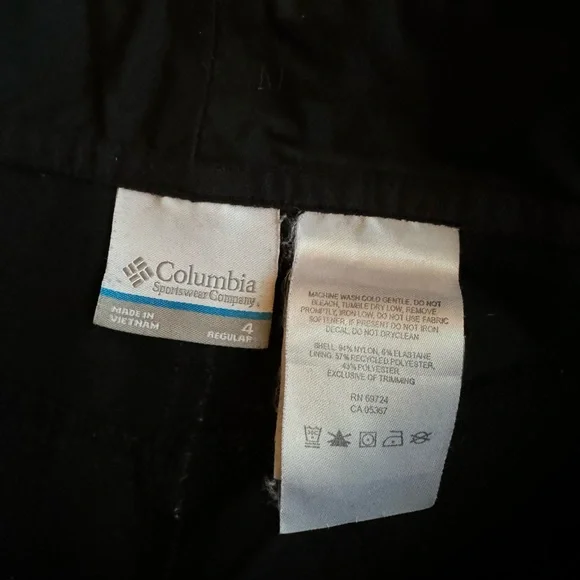 Columbia
Sportswear Company
MADE IN
VIETNAM
4
REGULAR
MACHINE WASH COLD GENTLE, DO NOT
BLEACH, TUMBLE DRY LOW, REMOVE
PROMPTLY, IRON LOW, DO NOT USE FABRIC
SOFTENER, IF PRESENT DO NOT IRON
DECAL, DO NOT DRYCLEAN
SHELL: 94% NYLON, 6% ELASTANE
LINING: 57% RECYCLED POLYESTER,
43% POLYESTER
EXCLUSIVE OF TRIMMING
RN 69724
CA 05367
30C